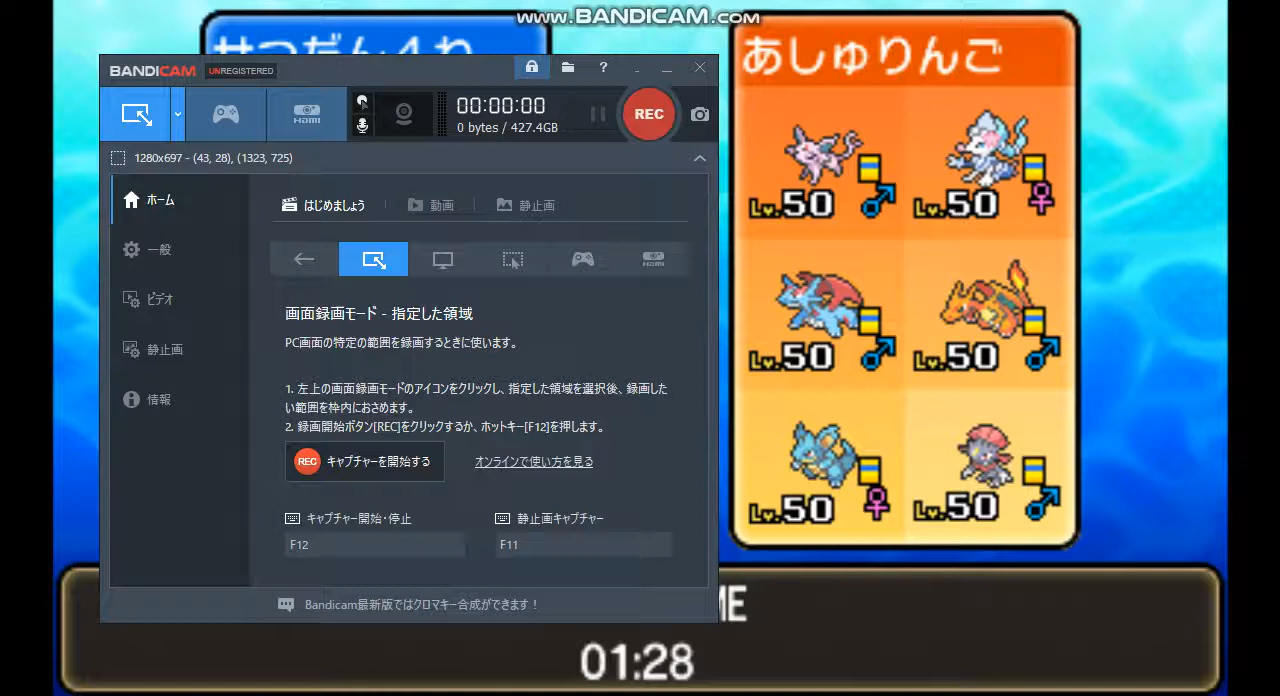 www.BANDICAM.com
せつだん4わ
あしゅりんご
BANDICAM UNREGISTERED
?
00:00:00
0 bytes / 427.4GB
REC
HDMI
1280x697 - (43, 28), (1323, 725)
ホーム
はじめましょう
動画
静止画
一般
HDMI
ビデオ
画面録画モード - 指定した領域
PC画面の特定の範囲を録画するときに使います。
静止画
1. 左上の画面録画モードのアイコンをクリックし、指定した領域を選択後、録画した
い範囲を枠内におさめます。
2. 録画開始ボタン[REC]をクリックするか、ホットキー[F12]を押します。
情報
REC キャプチャーを開始する
オンラインで使い方を見る
キャプチャー開始・停止
静止画キャプチャー
F12
F11
Bandicam最新版ではクロマキー合成ができます！
Lv.50 ♂
Lv.50 ♀
Lv.50 ♂
Lv.50 ♂
Lv.50 ♀
Lv.50 ♂
ME
01:28